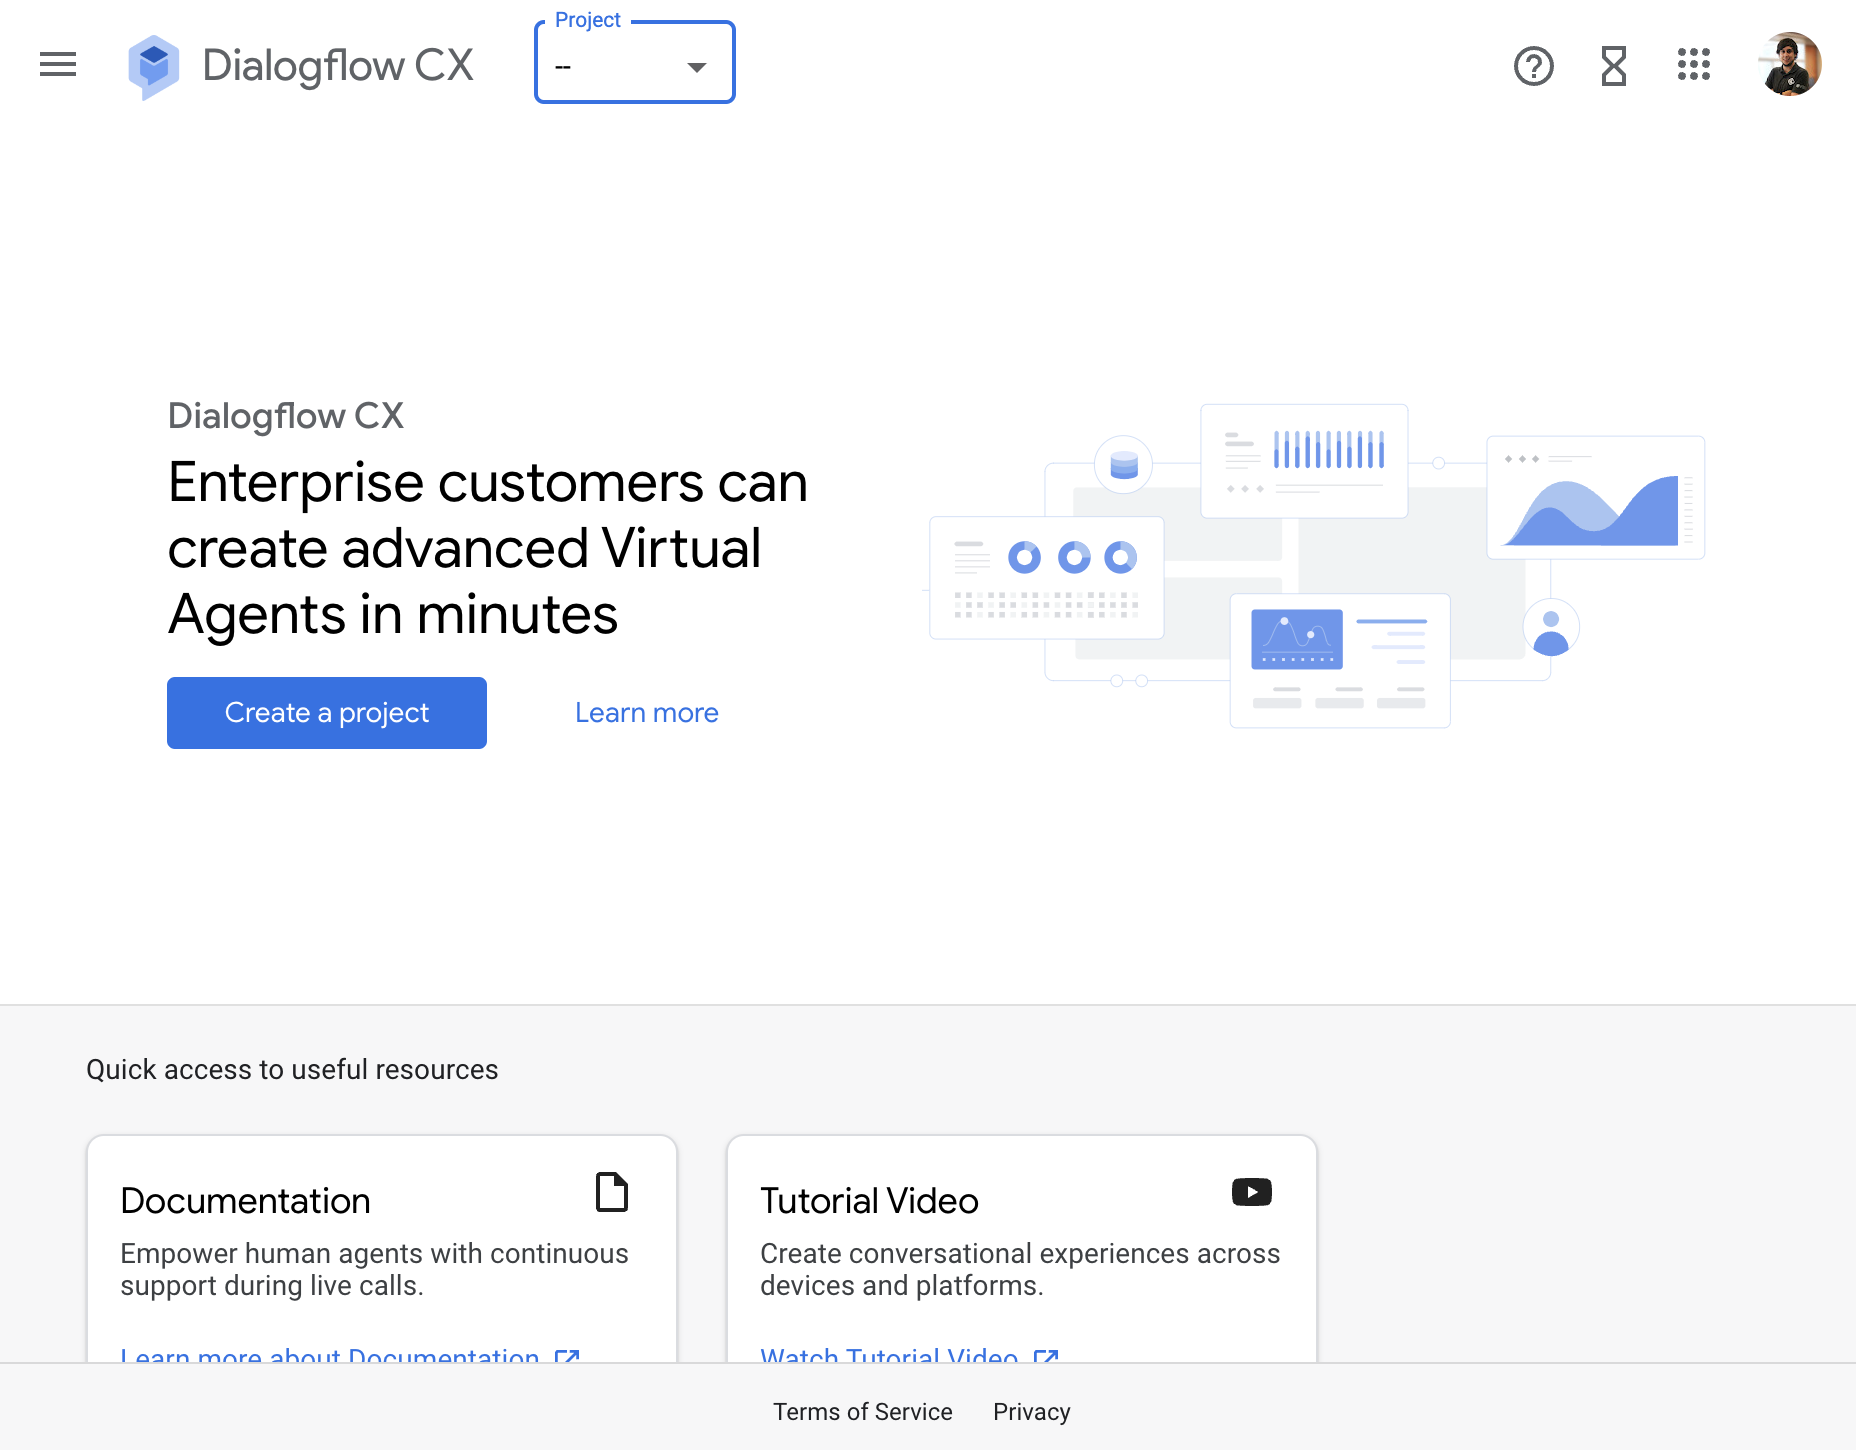 Dialogflow CX
Project
--
Dialogflow CX
Enterprise customers can
create advanced Virtual
Agents in minutes
Create a project
Learn more
Quick access to useful resources
Documentation
Empower human agents with continuous
support during live calls.
Learn more about Documentation
Tutorial Video
Create conversational experiences across
devices and platforms.
Watch Tutorial Video
Terms of Service
Privacy